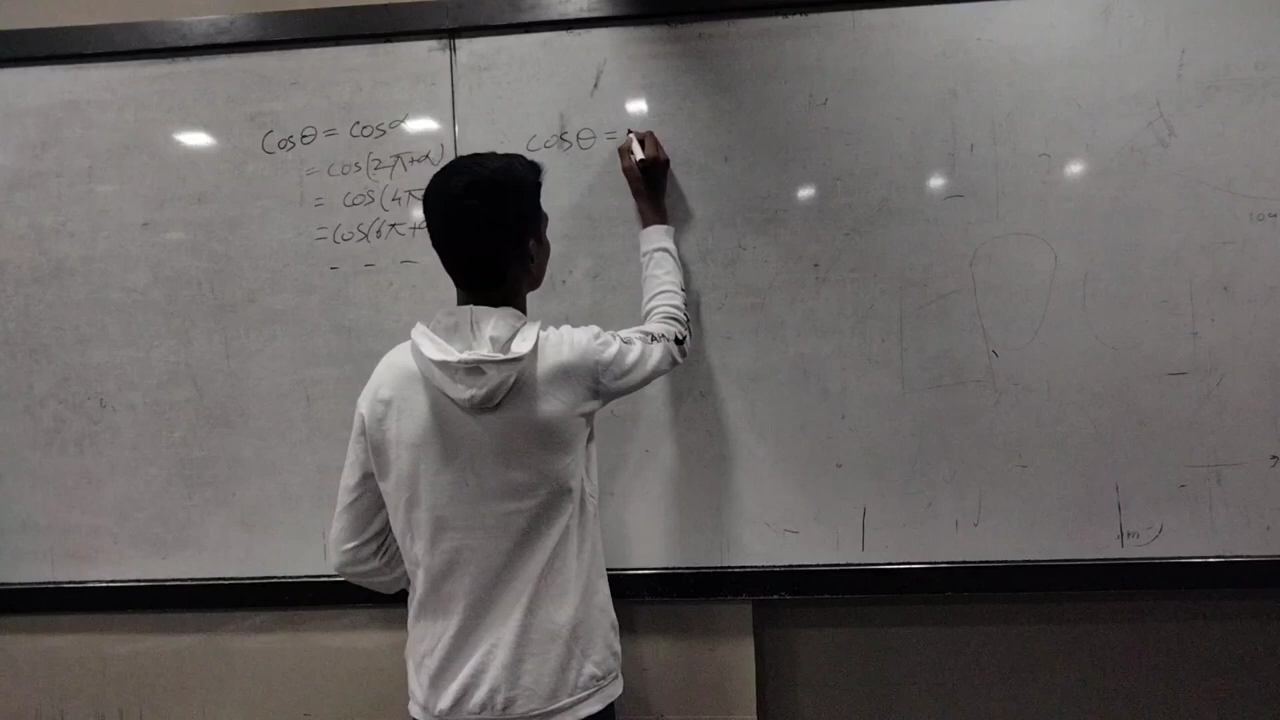 cosθ = cosα
= cos(2π+α)
= cos(4π
= cos(6π+
- - -
cosθ =